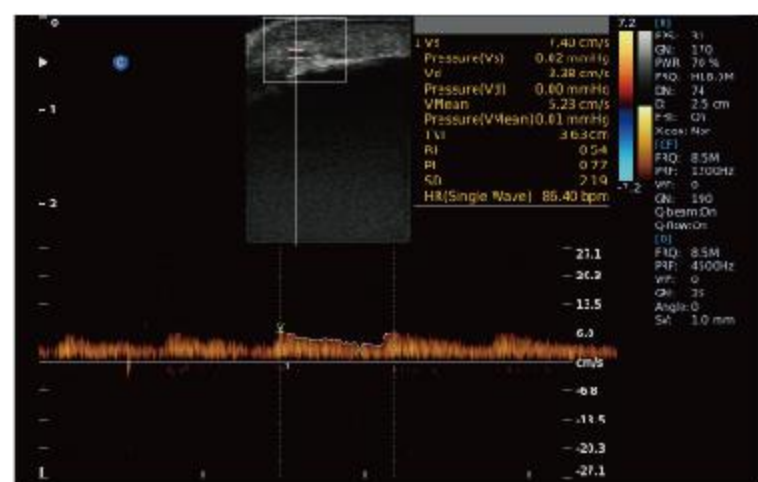 0
C
1
2
1 Vs 7.40 cm/s
Pressure(Vs) 0.02 mmHg
Vd 3.38 cm/s
Pressure(Vd) 0.00 mmHg
VMean 5.23 cm/s
Pressure(VMean) 0.01 mmHg
TVI 3.63cm
RI 0.54
PI 0.77
SD 2.19
HR(Single Wave) 86.40 bpm
7.2
-7.2
[B]
GN: 170
PWR: 70 %
DN: 74
D: 2.5 cm
[CF]
FRQ: 8.5M
PRF: 1300Hz
WF: 0
GN: 190
Q-beam:On
Q-flow:On
[D]
FRQ: 8.5M
PRF: 4500Hz
WF: 0
Angle: 0
SV: 1.0 mm
27.1
20.3
13.5
cm/s
-6.8
-13.5
-20.3
-27.1
1